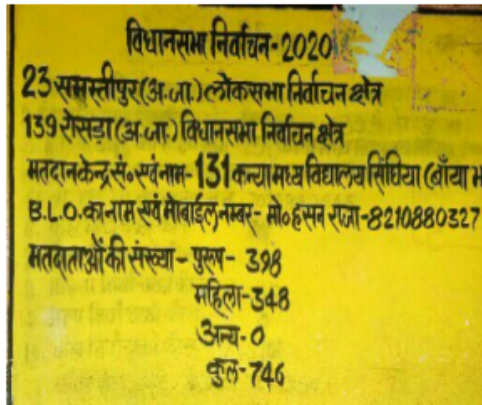 विधानसभा निर्वाचन-2020
23 समस्तीपुर (अ.जा.) लोकसभा निर्वाचन क्षेत्र
139 रोसड़ा (अ.जा.) विधानसभा निर्वाचन क्षेत्र
मतदान केन्द्र सं० एवं नाम- 131 कन्या मध्य विद्यालय सिंघिया (बाँया भ
B.L.O. का नाम एवं मोबाईल नम्बर- मो० हसन राजा-8210880327
मतदाताओं की संख्या - पुरूष- 398
महिला-348
अन्य-0
कुल-746